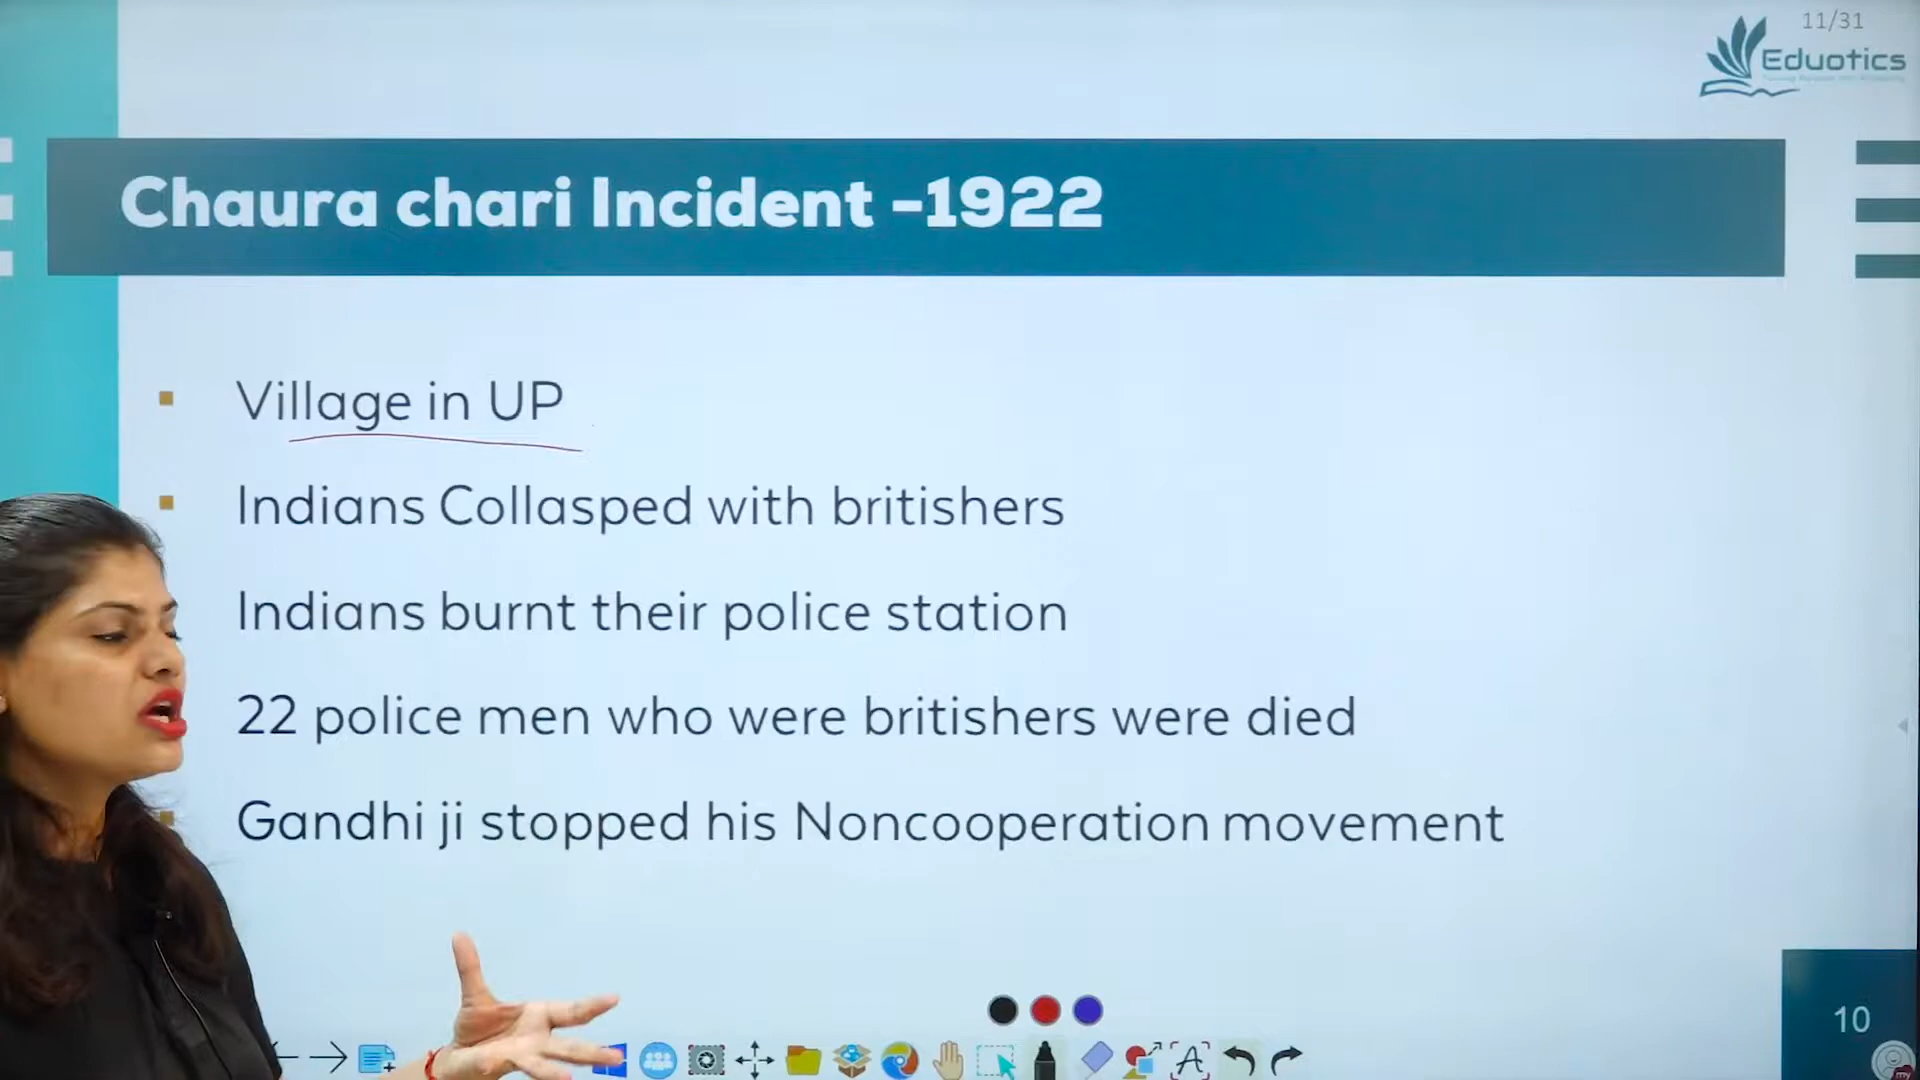 11/31
Eduotics
Chaura chari Incident -1922
Village in UP
Indians Collasped with britishers
Indians burnt their police station
22 police men who were britishers were died
Gandhi ji stopped his Noncooperation movement
10
A
my